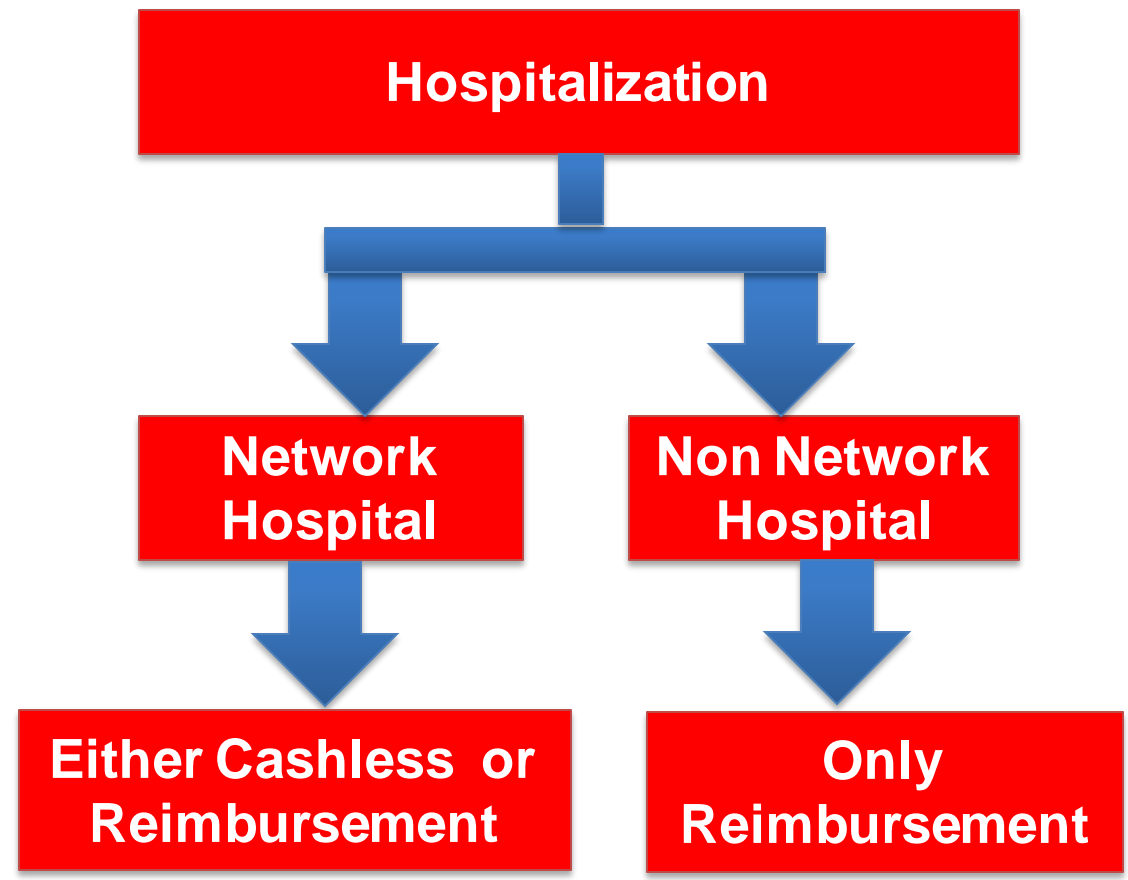 Hospitalization
Network
Hospital
Non Network
Hospital
Either Cashless or
Reimbursement
Only
Reimbursement